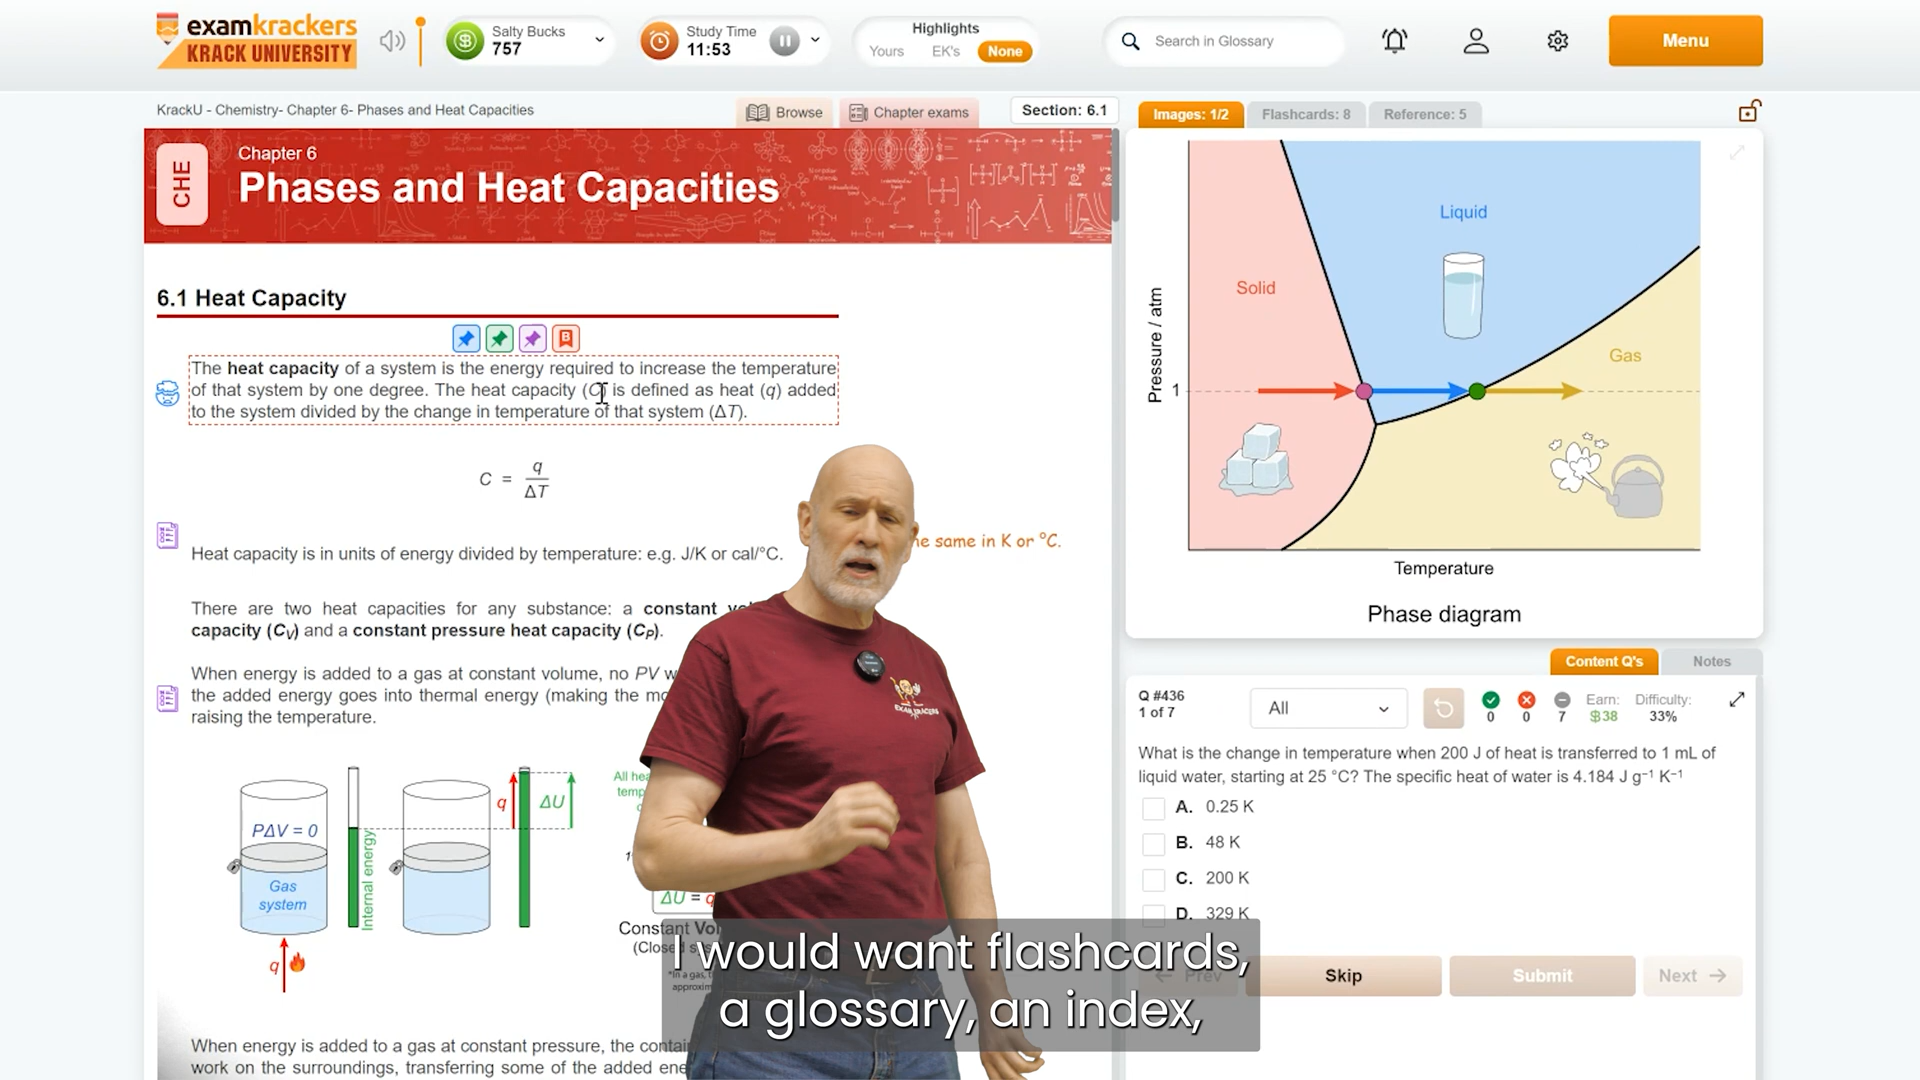 examkrackers
KRACK UNIVERSITY
Salty Bucks
757
Study Time
11:53
Highlights
Yours EK's None
Search in Glossary
Menu
KrackU - Chemistry- Chapter 6- Phases and Heat Capacities
Browse
Chapter exams
Section: 6.1
Images: 1/2
Flashcards: 8
Reference: 5
CHE
Chapter 6
Phases and Heat Capacities
6.1 Heat Capacity
The heat capacity of a system is the energy required to increase the temperature
of that system by one degree. The heat capacity (C) is defined as heat (q) added
to the system divided by the change in temperature of that system (ΔT).
C = q
ΔT
Heat capacity is in units of energy divided by temperature: e.g. J/K or cal/°C.
same in K or °C.
There are two heat capacities for any substance: a constant
capacity (CV) and a constant pressure heat capacity (CP).
When energy is added to a gas at constant volume, no PV
the added energy goes into thermal energy (making the
raising the temperature.
PΔV = 0
Gas
system
Internal energy
q
q
ΔU
All
ΔU = q
Constant
(Closed
*In a gas,
When energy is added to a gas at constant pressure, the
work on the surroundings, transferring some of the added
EXAMKRACKERS
Pressure / atm
1
Solid
Liquid
Gas
Temperature
Phase diagram
Content Q's
Notes
Q #436
1 of 7
All
0
0
7
Earn:
$38
Difficulty:
33%
What is the change in temperature when 200 J of heat is transferred to 1 mL of
liquid water, starting at 25 °C? The specific heat of water is 4.184 J g⁻¹ K⁻¹
A. 0.25 K
B. 48 K
C. 200 K
D. 329 K
Prev
Skip
Submit
Next
I would want flashcards,
a glossary, an index,